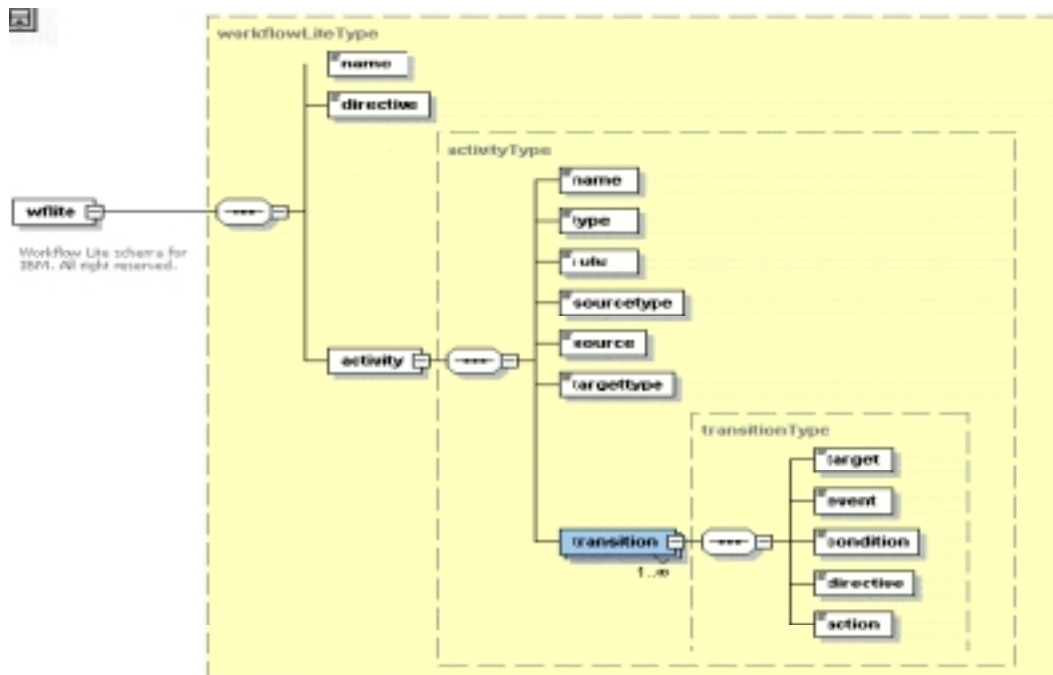 workflowLiteType
name
directive
activityType
name
type
wflite
Workflow Lite schema for
IBM. All right reserved.
sourcetype
source
activity
targettype
transitionType
target
event
transition
condition
1..∞
directive
action